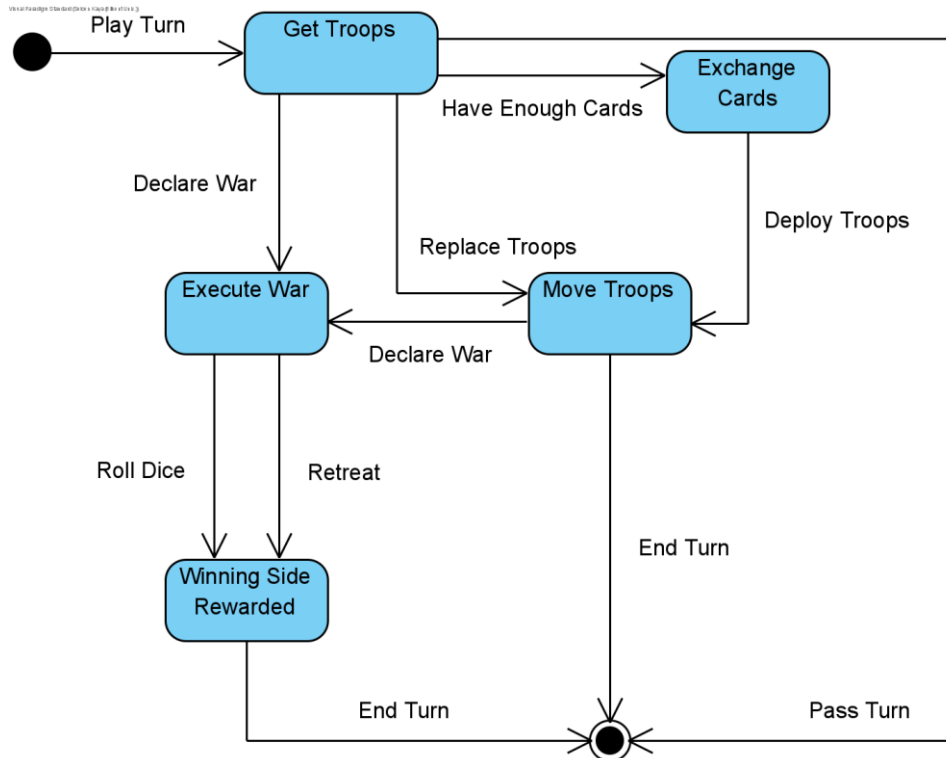 Play Turn
Get Troops
Exchange
Cards
Have Enough Cards
Declare War
Deploy Troops
Replace Troops
Execute War
Move Troops
Declare War
Roll Dice
Retreat
End Turn
Winning Side
Rewarded
End Turn
Pass Turn